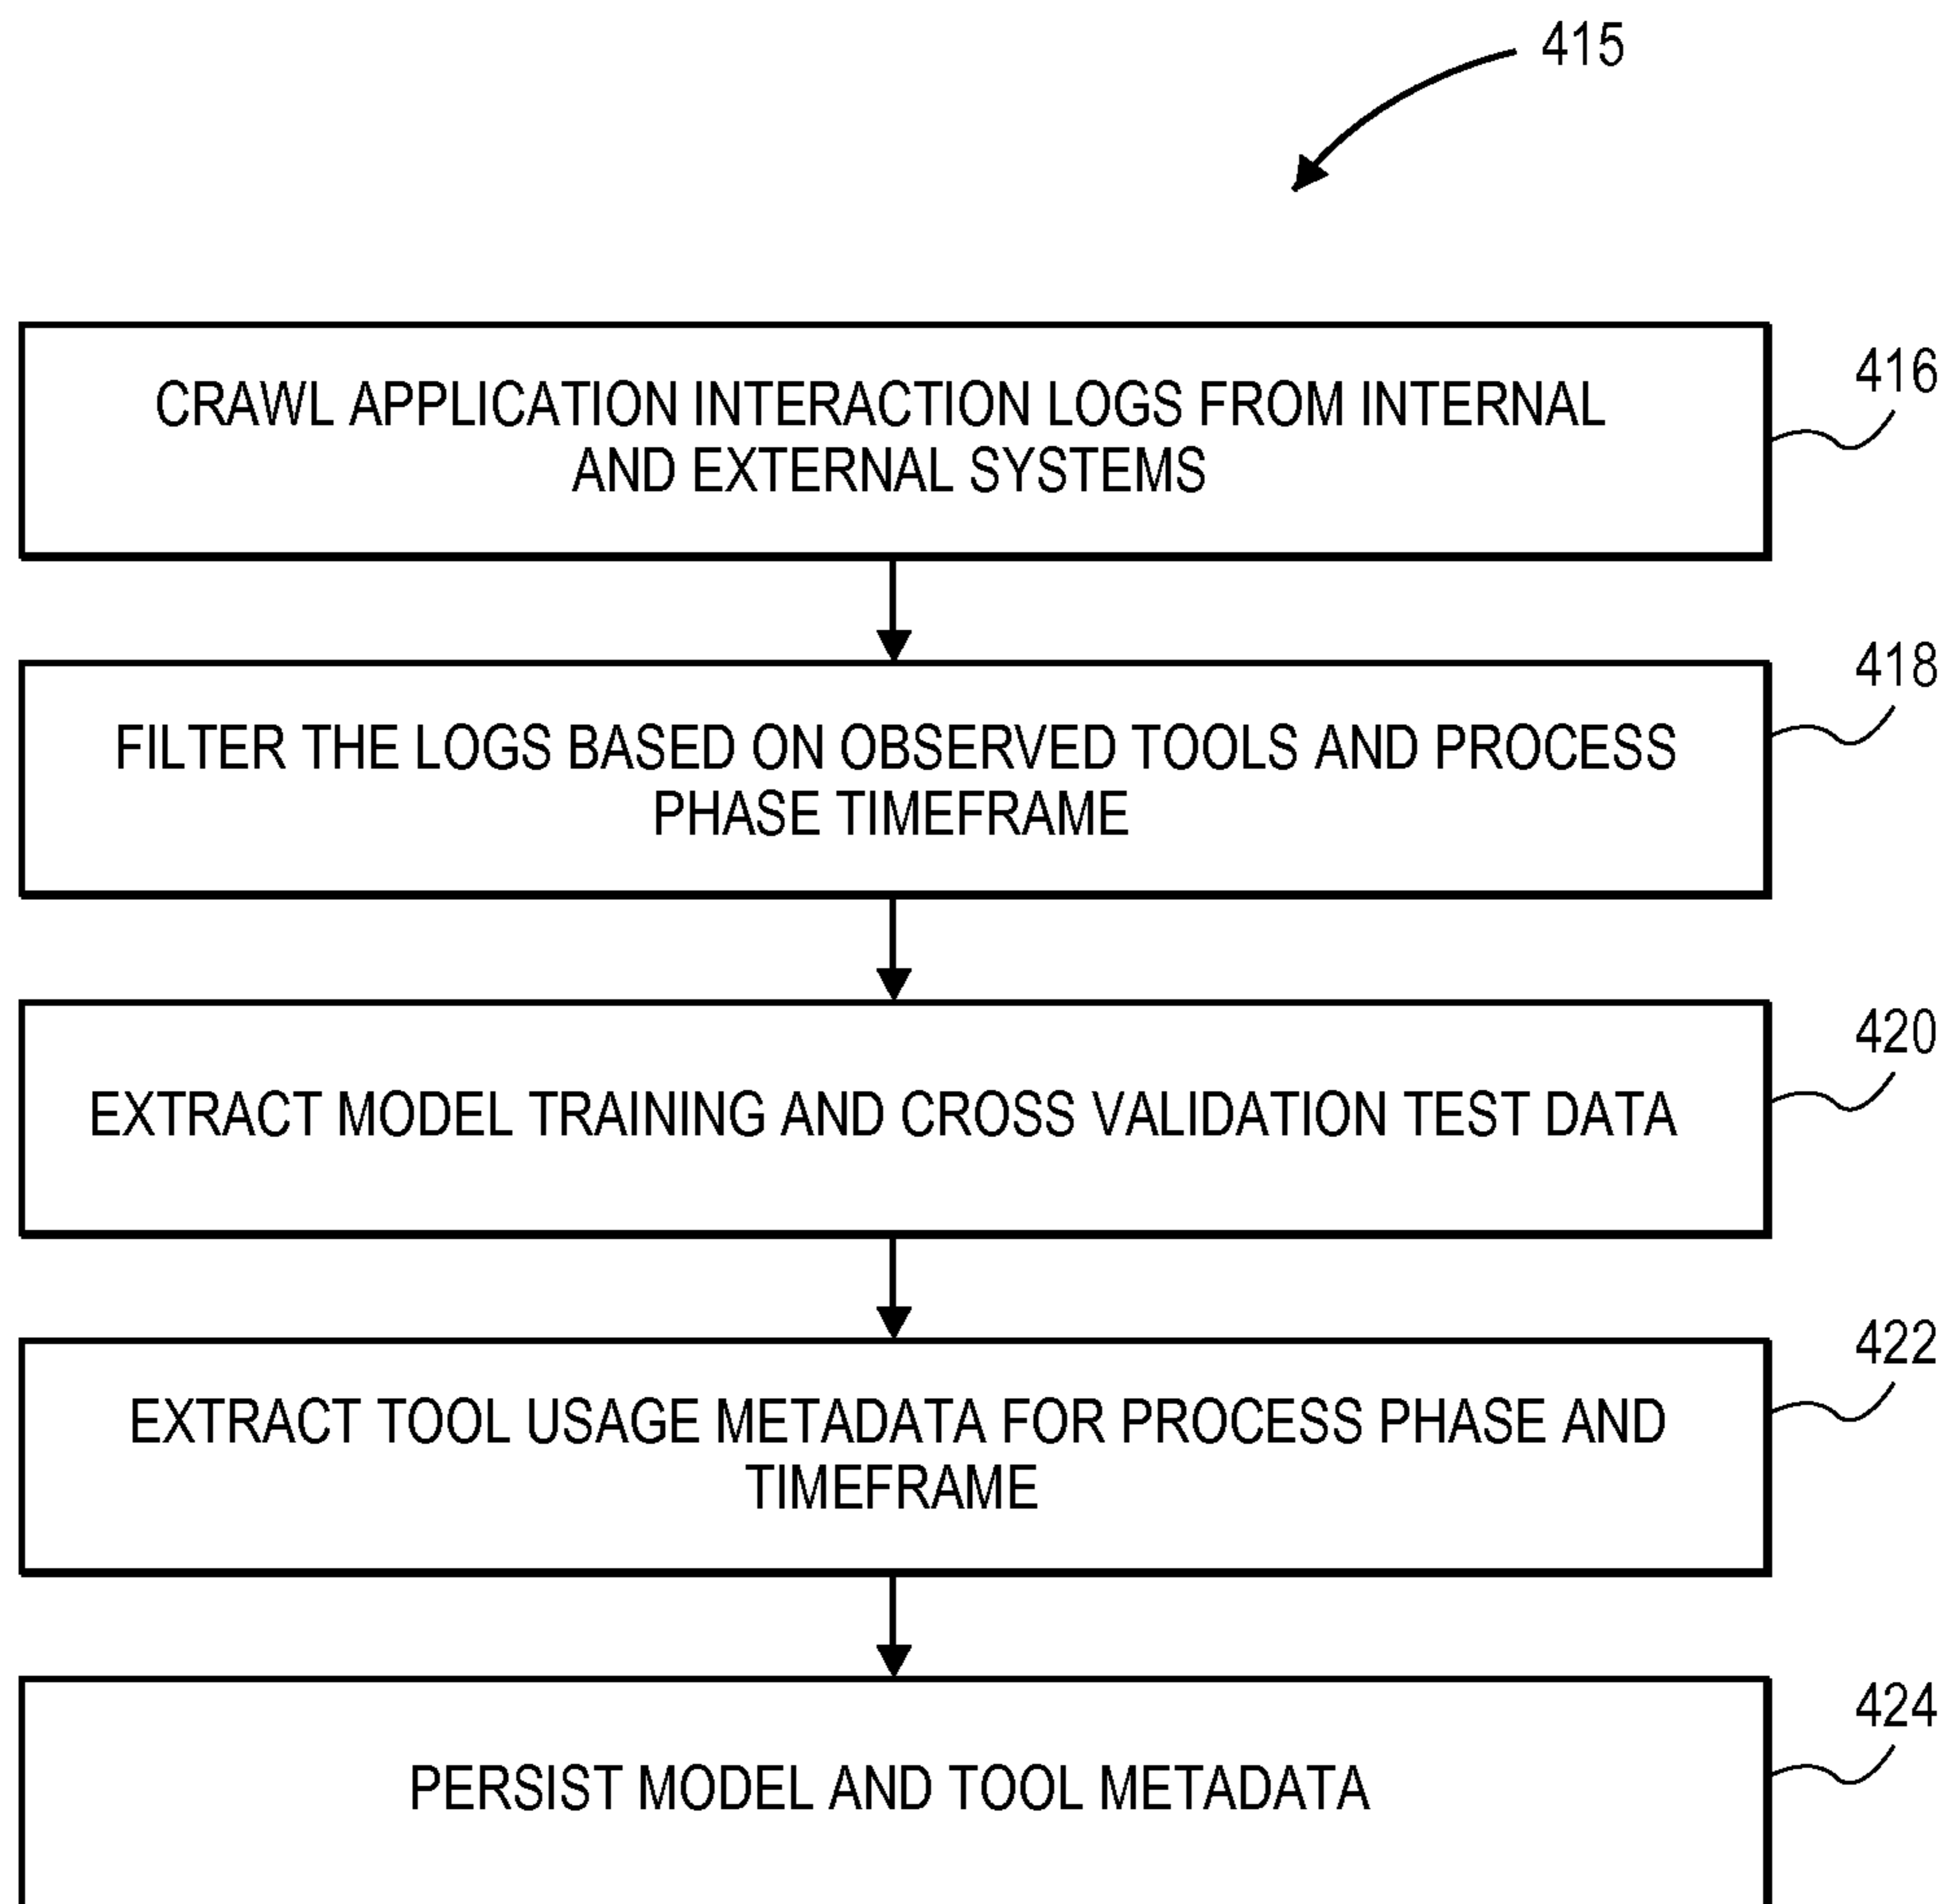 415
416
CRAWL APPLICATION INTERACTION LOGS FROM INTERNAL
AND EXTERNAL SYSTEMS
418
FILTER THE LOGS BASED ON OBSERVED TOOLS AND PROCESS
PHASE TIMEFRAME
420
EXTRACT MODEL TRAINING AND CROSS VALIDATION TEST DATA
422
EXTRACT TOOL USAGE METADATA FOR PROCESS PHASE AND
TIMEFRAME
424
PERSIST MODEL AND TOOL METADATA